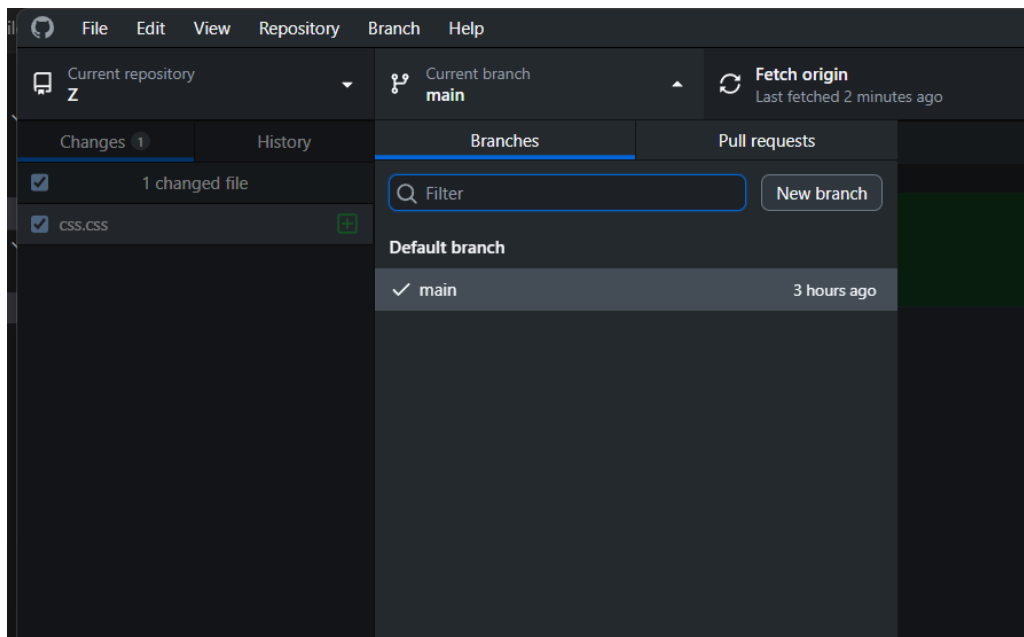 File Edit View Repository Branch Help
Current repository
Z
Current branch
main
Fetch origin
Last fetched 2 minutes ago
Changes 1
History
Branches
Pull requests
1 changed file
Filter
New branch
css.css
Default branch
main
3 hours ago